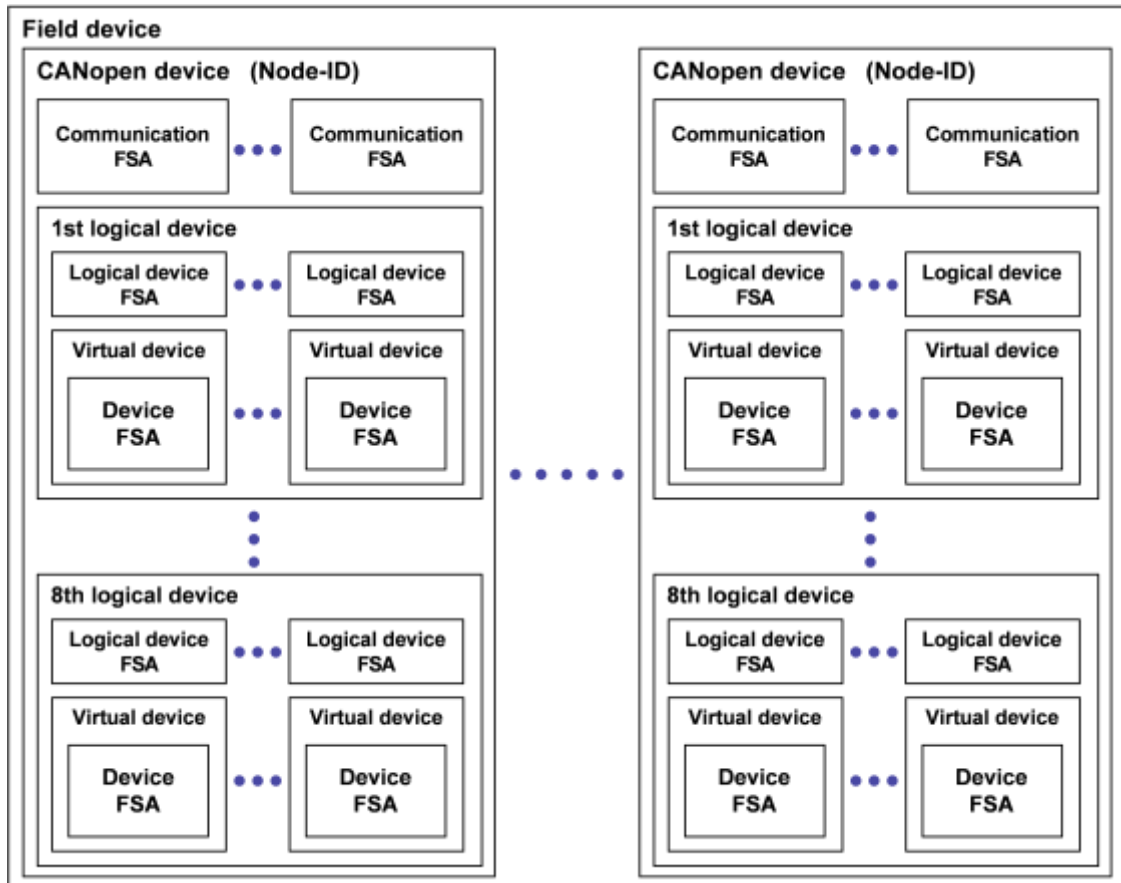 Field device
CANopen device (Node-ID)
Communication
FSA
Communication
FSA
1st logical device
Logical device
FSA
Logical device
FSA
Virtual device
Device
FSA
Virtual device
Device
FSA
8th logical device
Logical device
FSA
Logical device
FSA
Virtual device
Device
FSA
Virtual device
Device
FSA
CANopen device (Node-ID)
Communication
FSA
Communication
FSA
1st logical device
Logical device
FSA
Logical device
FSA
Virtual device
Device
FSA
Virtual device
Device
FSA
8th logical device
Logical device
FSA
Logical device
FSA
Virtual device
Device
FSA
Virtual device
Device
FSA